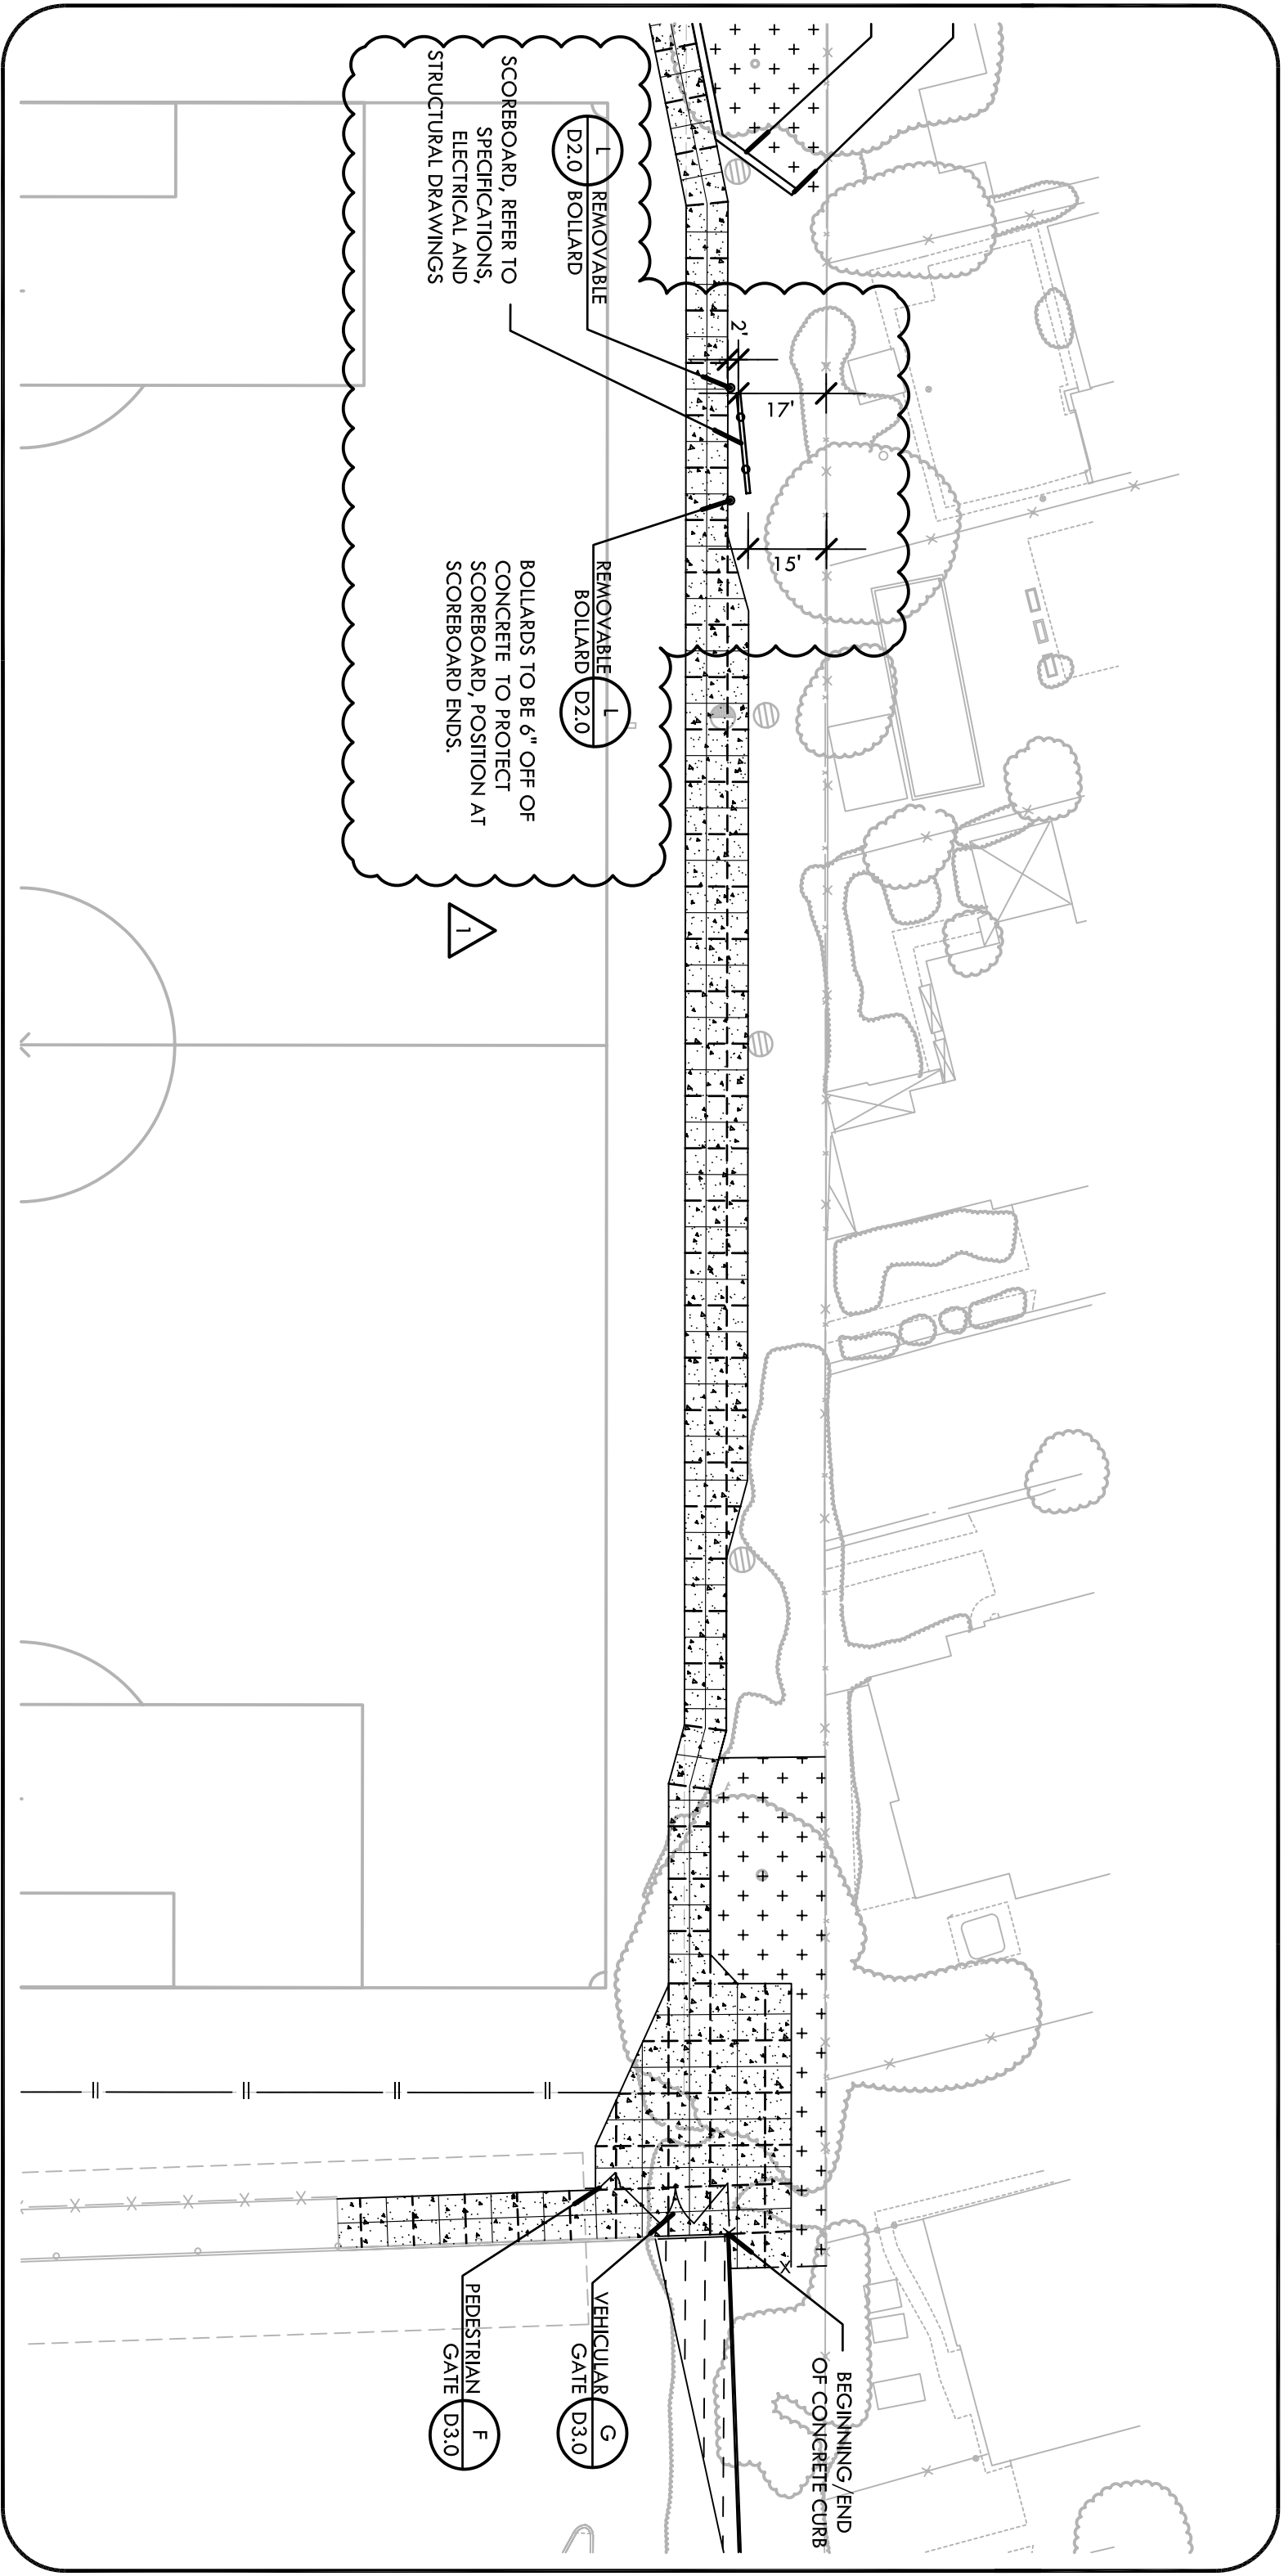 SCOREBOARD, REFER TO
SPECIFICATIONS,
ELECTRICAL AND
STRUCTURAL DRAWINGS
L
D2.0
REMOVABLE
BOLLARD
2'
17'
15'
REMOVABLE
BOLLARD
L
D2.0
BOLLARDS TO BE 6" OFF OF
CONCRETE TO PROTECT
SCOREBOARD, POSITION AT
SCOREBOARD ENDS.
1
BEGINNING/END
OF CONCRETE CURB
VEHICULAR
GATE
G
D3.0
PEDESTRIAN
GATE
F
D3.0